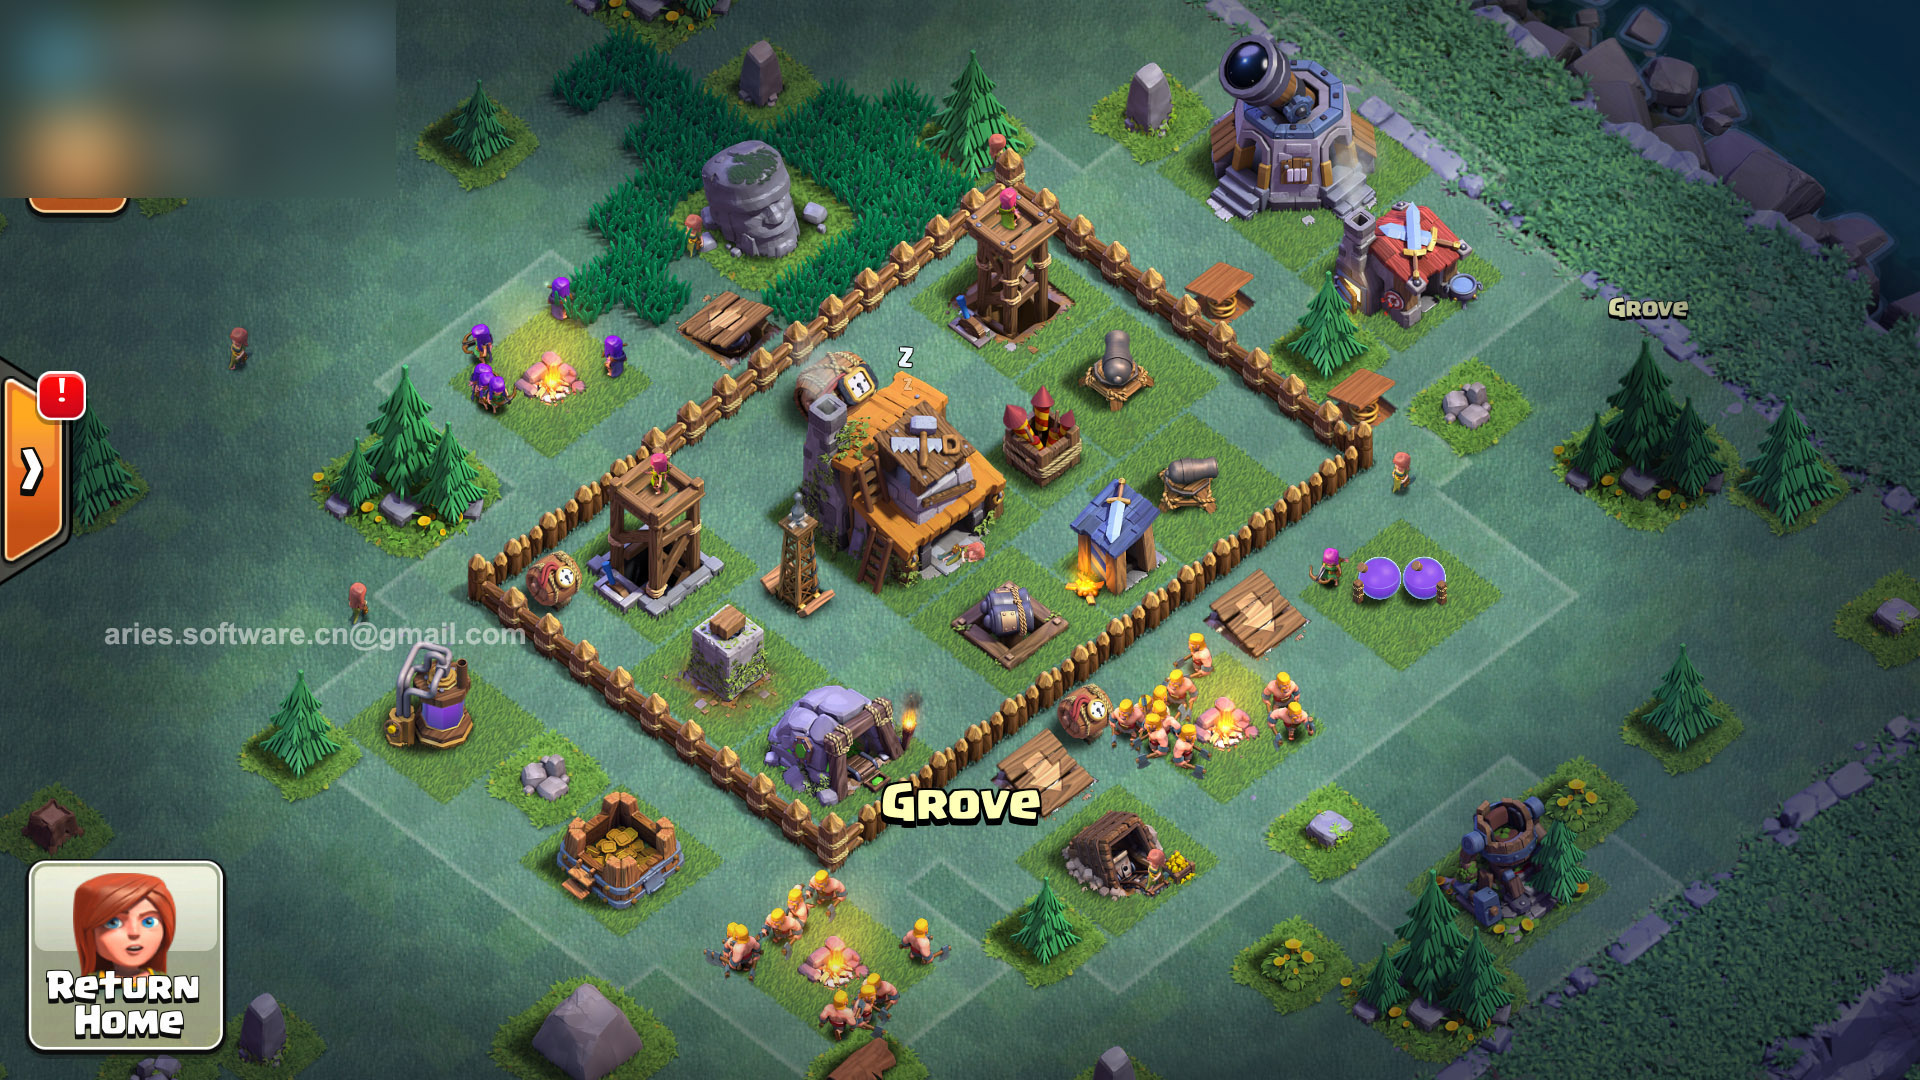 Z
Z
GROVE
!
aries.software.cn@gmail.com
GROVE
RETURN
HOME